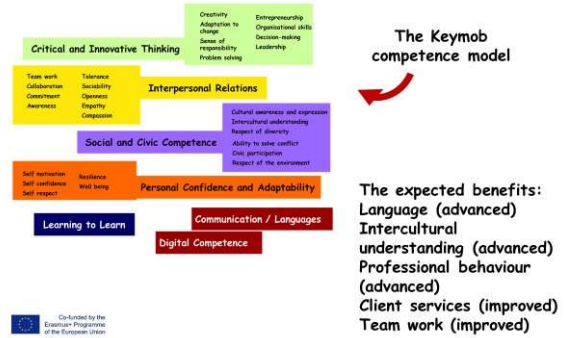 The Keymob
competence model
Creativity
Adaptation to
change
Sense of
responsibility
Problem solving
Entrepreneurship
Organisational skills
Decision-making
Leadership
Critical and Innovative Thinking
Team work
Collaboration
Commitment
Awareness
Tolerance
Sociability
Openness
Empathy
Compassion
Interpersonal Relations
Cultural awareness and expression
Intercultural understanding
Respect of diversity
Ability to solve conflict
Civic participation
Respect of the environment
Social and Civic Competence
Self motivation
Self confidence
Self respect
Resilience
Well being
Personal Confidence and Adaptability
Learning to Learn
Communication / Languages
Digital Competence
The expected benefits:
Language (advanced)
Intercultural
understanding (advanced)
Professional behaviour
(advanced)
Client services (improved)
Team work (improved)
Co-funded by the
Erasmus+ Programme
of the European Union